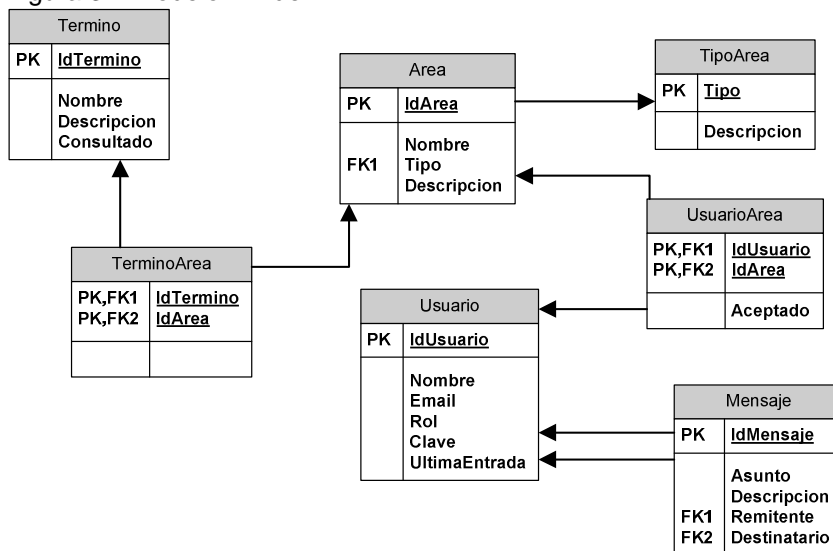 Termino
PK IdTermino
Nombre
Descripcion
Consultado
Area
PK IdArea
Nombre
FK1 Tipo
Descripcion
TipoArea
PK Tipo
Descripcion
UsuarioArea
PK,FK1 IdUsuario
PK,FK2 IdArea
Aceptado
TerminoArea
PK,FK1 IdTermino
PK,FK2 IdArea
Usuario
PK IdUsuario
Nombre
Email
Rol
Clave
UltimaEntrada
Mensaje
PK IdMensaje
Asunto
Descripcion
FK1 Remitente
FK2 Destinatario